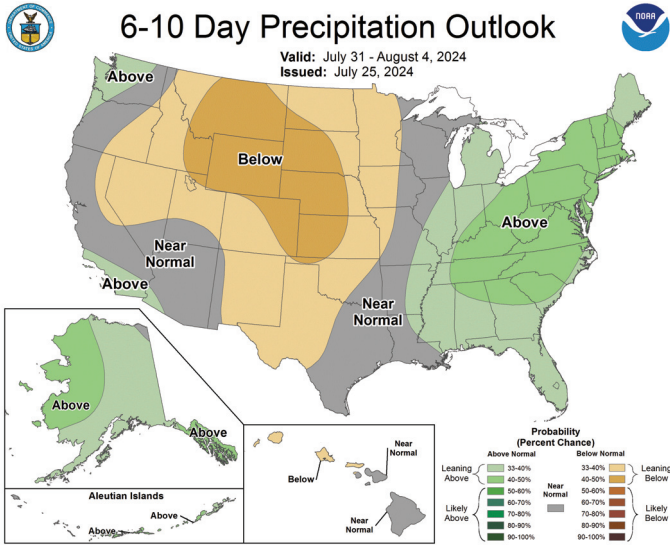 6-10 Day Precipitation Outlook
Valid: July 31 - August 4, 2024
Issued: July 25, 2024
NOAA
Above
Below
Above
Near
Normal
Above
Near
Normal
Above
Above
Aleutian Islands
Above
Above
Below
Near
Normal
Near
Normal
Probability
(Percent Chance)
Above Normal
Below Normal
Leaning
Above
33-40%
40-50%
50-60%
60-70%
70-80%
80-90%
90-100%
Likely
Above
Near
Normal
33-40%
40-50%
50-60%
60-70%
70-80%
80-90%
90-100%
Leaning
Below
Likely
Below